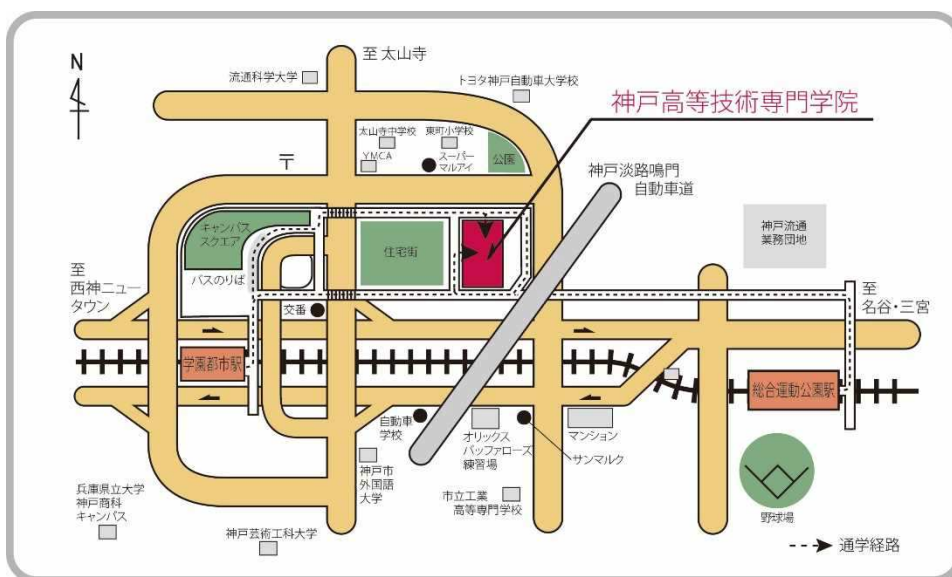 N
至 太山寺
流通科学大学
トヨタ神戸自動車大学校
神戸高等技術専門学院
太山寺中学校
東町小学校
YMCA
スーパー
マルアイ
公園
〒
神戸淡路鳴門
自動車道
キャンパス
スクエア
住宅街
神戸流通
業務団地
バスのりば
至
西神ニュー
タウン
交番
至
名谷・三宮
学園都市駅
総合運動公園駅
自動車
学校
オリックス
バッファローズ
練習場
マンション
サンマルク
神戸市
外国語
大学
兵庫県立大学
神戸商科
キャンパス
市立工業
高等専門学校
神戸芸術工科大学
野球場
通学経路